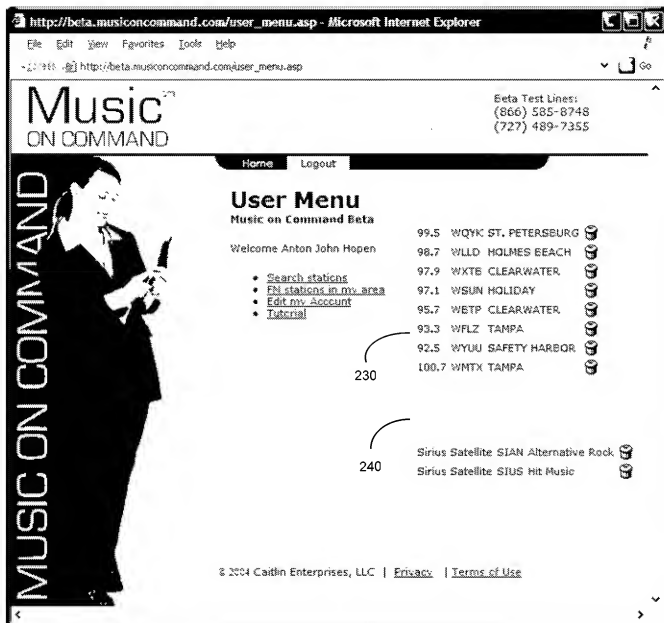 http://beta.musiconcommand.com/user_menu.asp - Microsoft Internet Explorer
File Edit View Favorites Tools Help
http://beta.musiconcommand.com/user_menu.asp Go
Music
ON COMMAND
Beta Test Lines:
(866) 585-8748
(727) 489-7355
Home Logout
MUSIC ON COMMAND
User Menu
Music on Command Beta
Welcome Anton John Hopen
• Search stations
• FN stations in my area
• Edit my Account
• Tutorial
99.5 WQYK ST. PETERSBURG
98.7 WLLD HOLMES BEACH
97.9 WXTB CLEARWATER
97.1 WSUN HOLIDAY
95.7 WBTP CLEARWATER
93.3 WFLZ TAMPA
92.5 WYUU SAFETY HARBOR
100.7 WMTX TAMPA
230
240
Sirius Satellite SIAN Alternative Rock
Sirius Satellite SIUS Hit Music
© 2004 Caitlin Enterprises, LLC | Privacy | Terms of Use